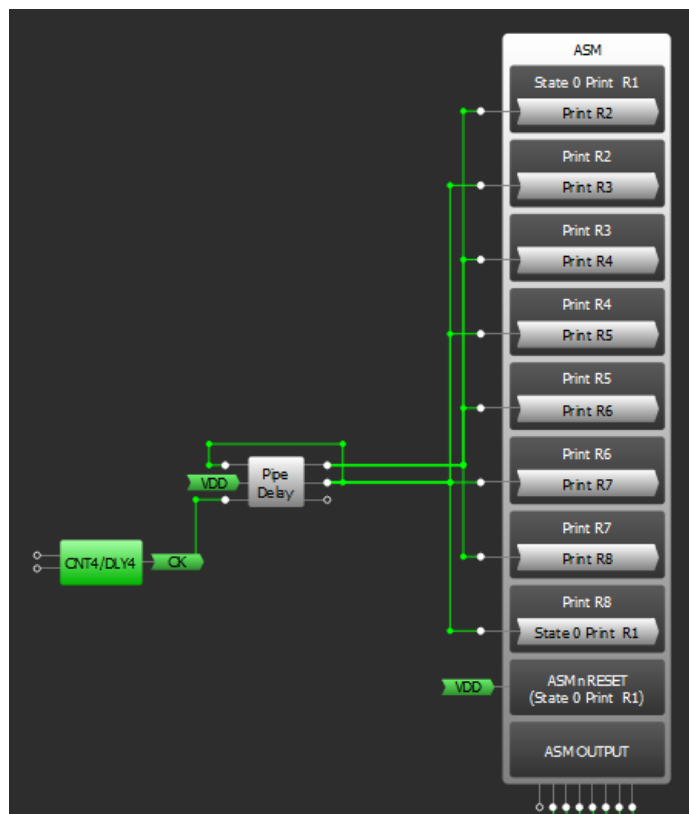 ASM
State 0 Print R1
Print R2
Print R2
Print R3
Print R3
Print R4
Print R4
Print R5
Print R5
Print R6
Print R6
Print R7
Print R7
Print R8
Print R8
State 0 Print R1
Pipe
Delay
VDD
CNT4/DLY4
CK
VDD
ASM nRESET
(State 0 Print R1)
ASM OUTPUT